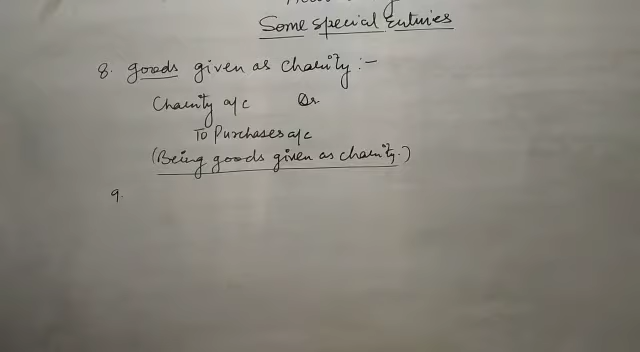 Some special Entries
8. goods given as charity :-
Charity a/c Dr.
To Purchases a/c
(Being goods given as charity.)
9.